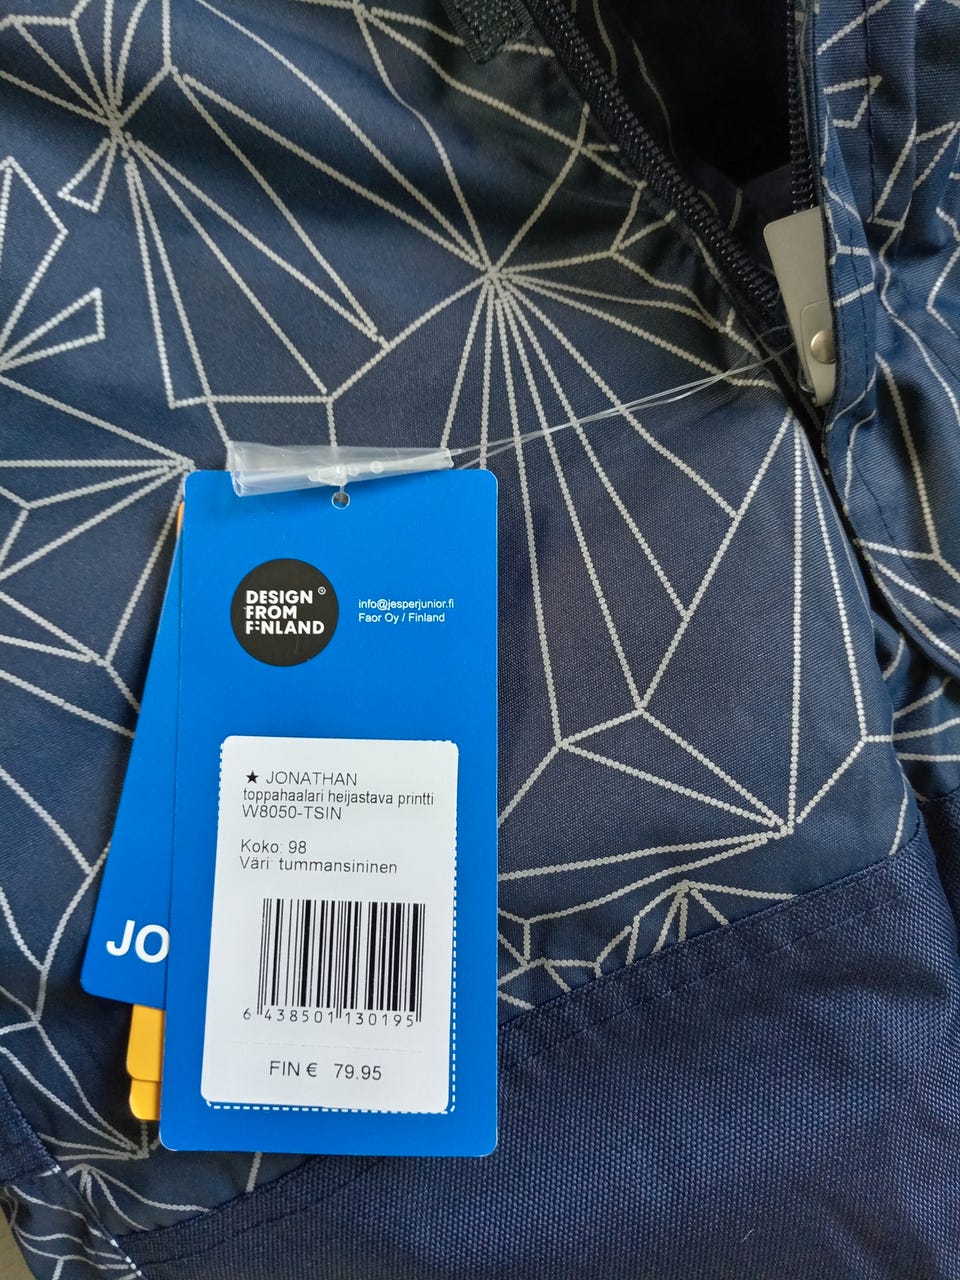 DESIGN
FROM
FINLAND
info@jesperjunior.fi
Faor Oy / Finland
★ JONATHAN
toppahaalari heijastava printti
W8050-TSIN
Koko: 98
Väri: tummansininen
6 438501 130195
FIN € 79.95
JO